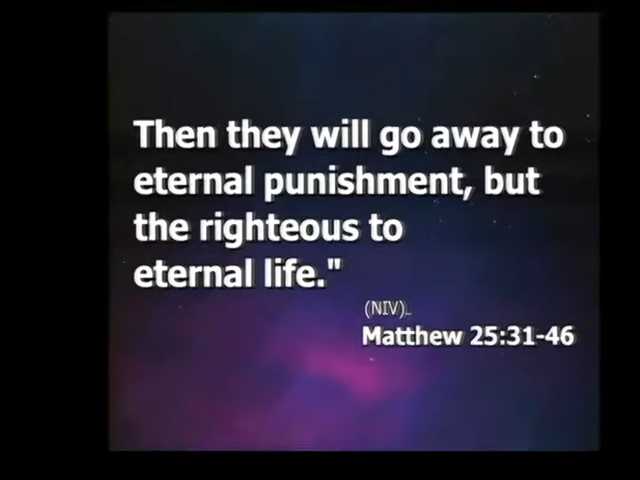 Then they will go away to
eternal punishment, but
the righteous to
eternal life."
(NIV)
Matthew 25:31-46